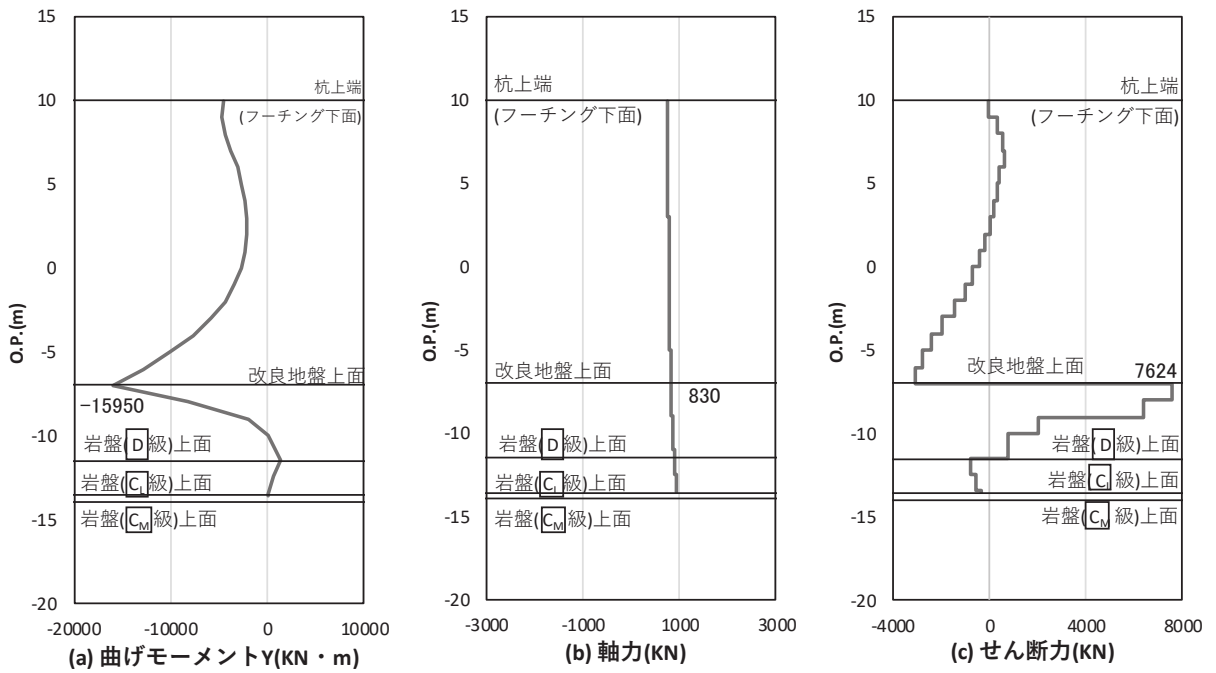 15
10
5
0
-5
-10
-15
-20
O.P.(m)
杭上端
(フーチング下面)
改良地盤上面
−15950
岩盤(D級)上面
岩盤(CL級)上面
岩盤(CM級)上面
-20000 -10000 0 10000
(a) 曲げモーメントY(KN・m)
15
10
5
0
-5
-10
-15
-20
O.P.(m)
杭上端
(フーチング下面)
改良地盤上面
830
岩盤(D級)上面
岩盤(CL級)上面
岩盤(CM級)上面
-3000 -1000 1000 3000
(b) 軸力(KN)
15
10
5
0
-5
-10
-15
-20
O.P.(m)
杭上端
(フーチング下面)
改良地盤上面
7624
岩盤(D級)上面
岩盤(CL級)上面
岩盤(CM級)上面
-4000 0 4000 8000
(c) せん断力(KN)